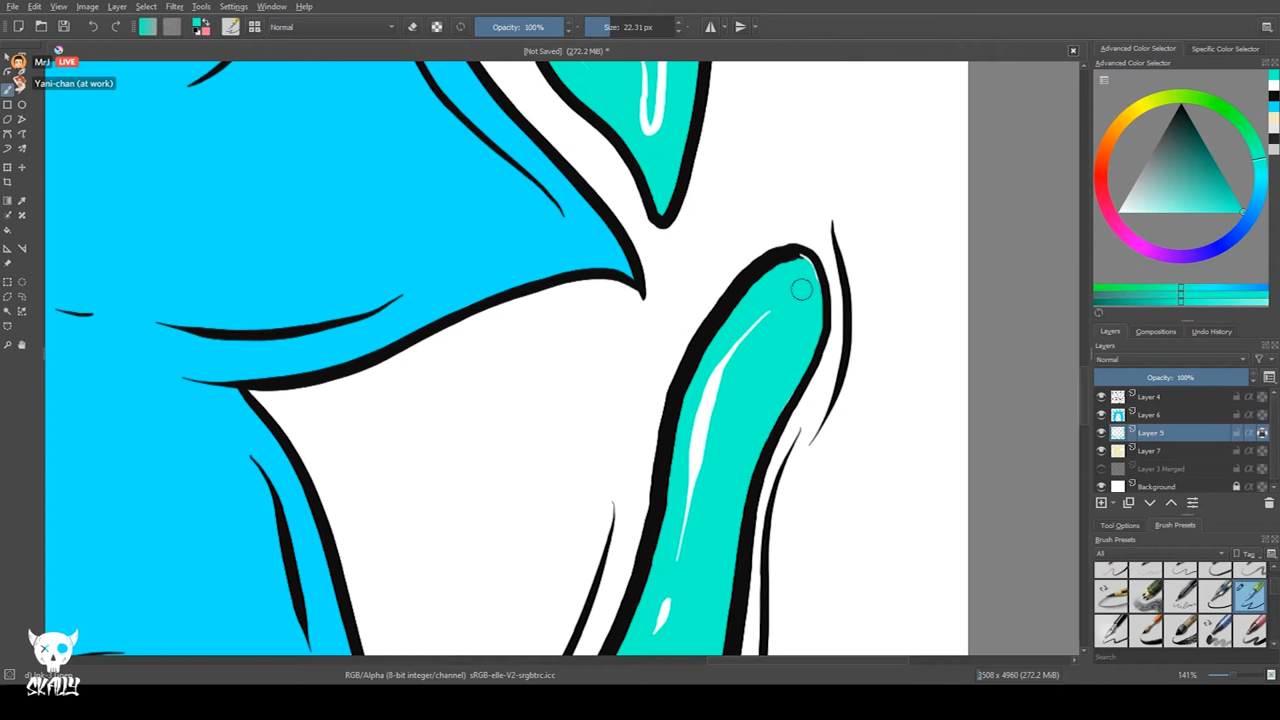 File Edit View Image Layer Select Filter Tools Settings Window Help
Normal
Opacity: 100%
Size: 22.31 px
[Not Saved] (272.2 MiB) *
MrJ LIVE
Yani-chan (at work)
Advanced Color Selector
Specific Color Selector
Advanced Color Selector
Layers
Compositions
Undo History
Layers
Normal
Opacity: 100%
Layer 4
Layer 6
Layer 5
Layer 7
Layer 3 Merged
Background
Tool Options
Brush Presets
Brush Presets
All
Tag
Search
SKALLY
RGB/Alpha (8-bit integer/channel) sRGB-elle-V2-srgbtrc.icc
3508 x 4960 (272.2 MiB)
141%